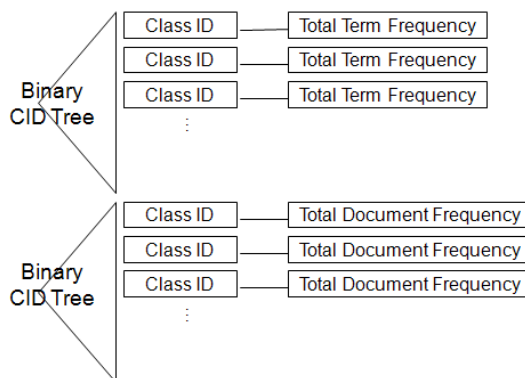 Class ID Total Term Frequency
Class ID Total Term Frequency
Binary
CID Tree
Class ID Total Term Frequency
Class ID Total Document Frequency
Class ID Total Document Frequency
Binary
CID Tree
Class ID Total Document Frequency